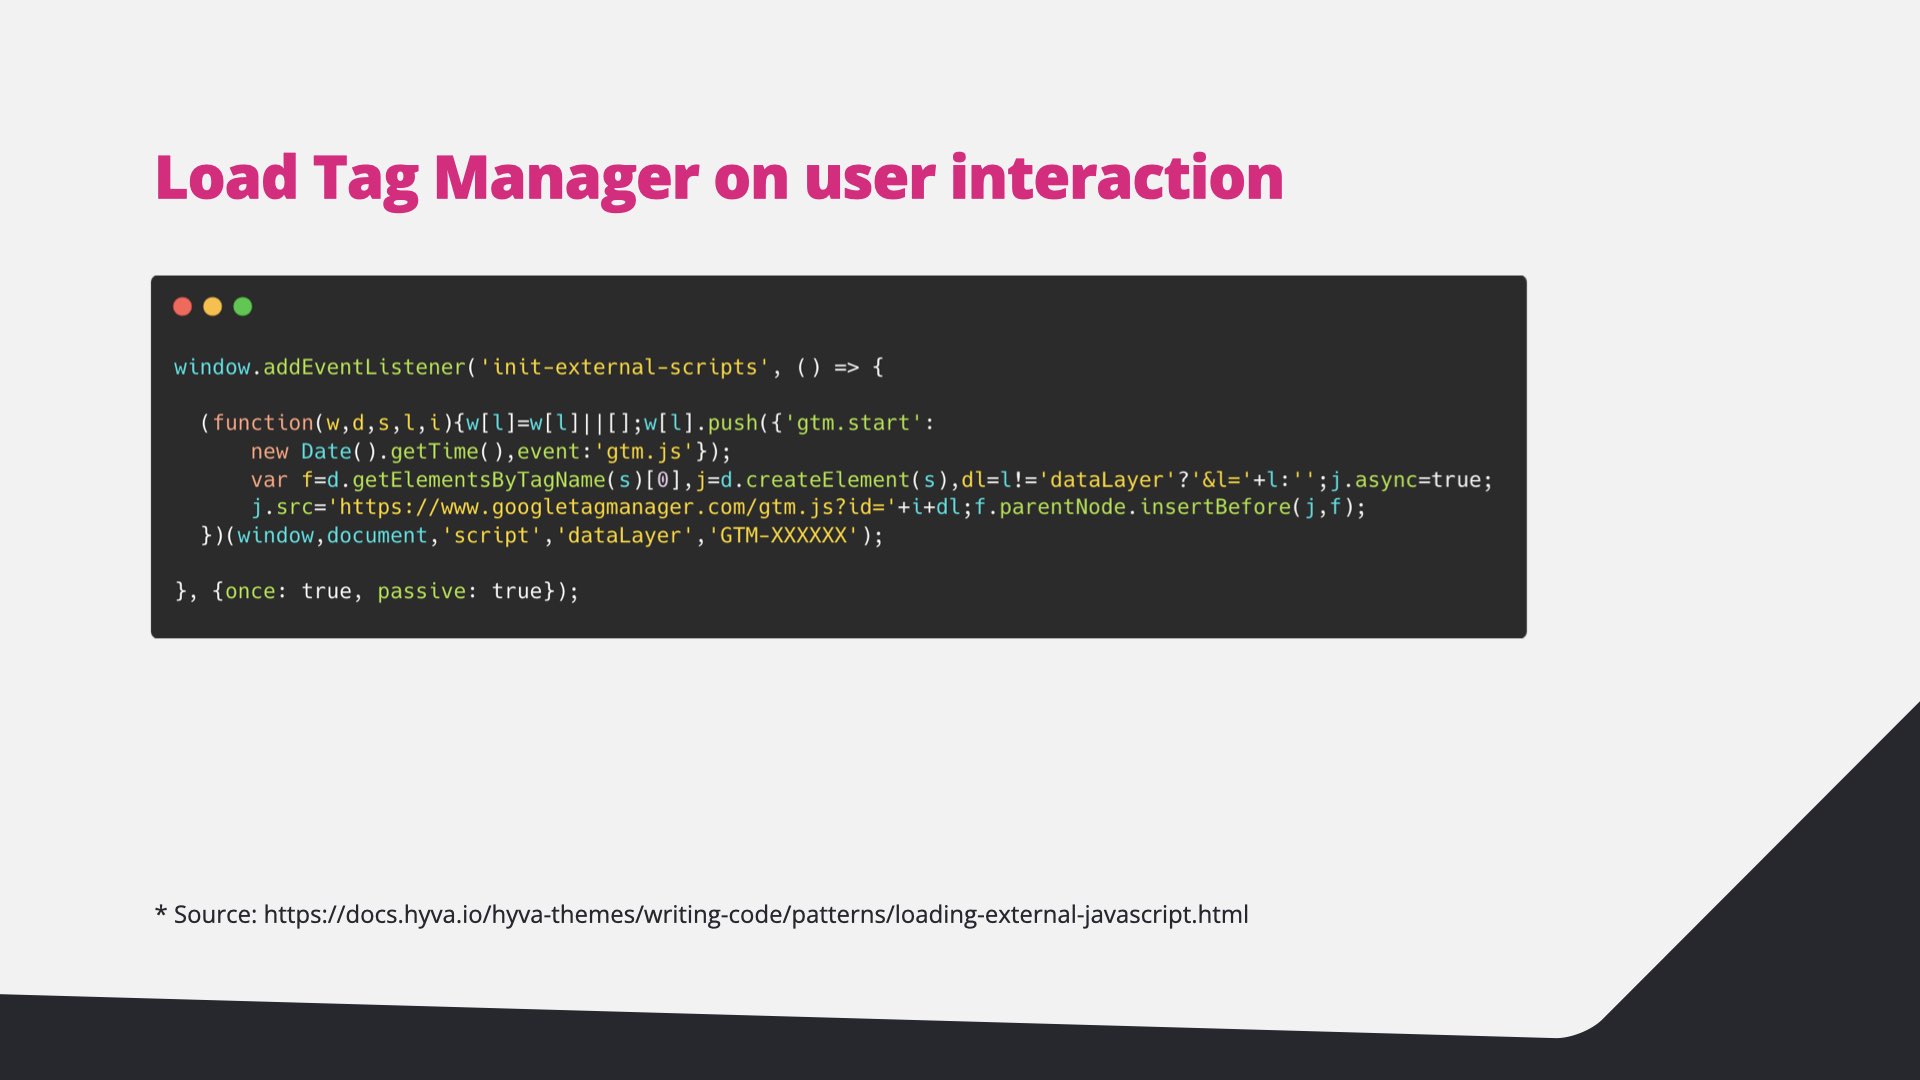 Load Tag Manager on user interaction
window.addEventListener('init-external-scripts', () => {
(function(w,d,s,l,i){w[l]=w[l]||[];w[l].push({'gtm.start':
new Date().getTime(),event:'gtm.js'});
var f=d.getElementsByTagName(s)[0],j=d.createElement(s),dl=l!='dataLayer'?'&l='+l:'';j.async=true;
j.src='https://www.googletagmanager.com/gtm.js?id='+i+dl;f.parentNode.insertBefore(j,f);
})(window,document,'script','dataLayer','GTM-XXXXXX');
}, {once: true, passive: true});
* Source: https://docs.hyva.io/hyva-themes/writing-code/patterns/loading-external-javascript.html